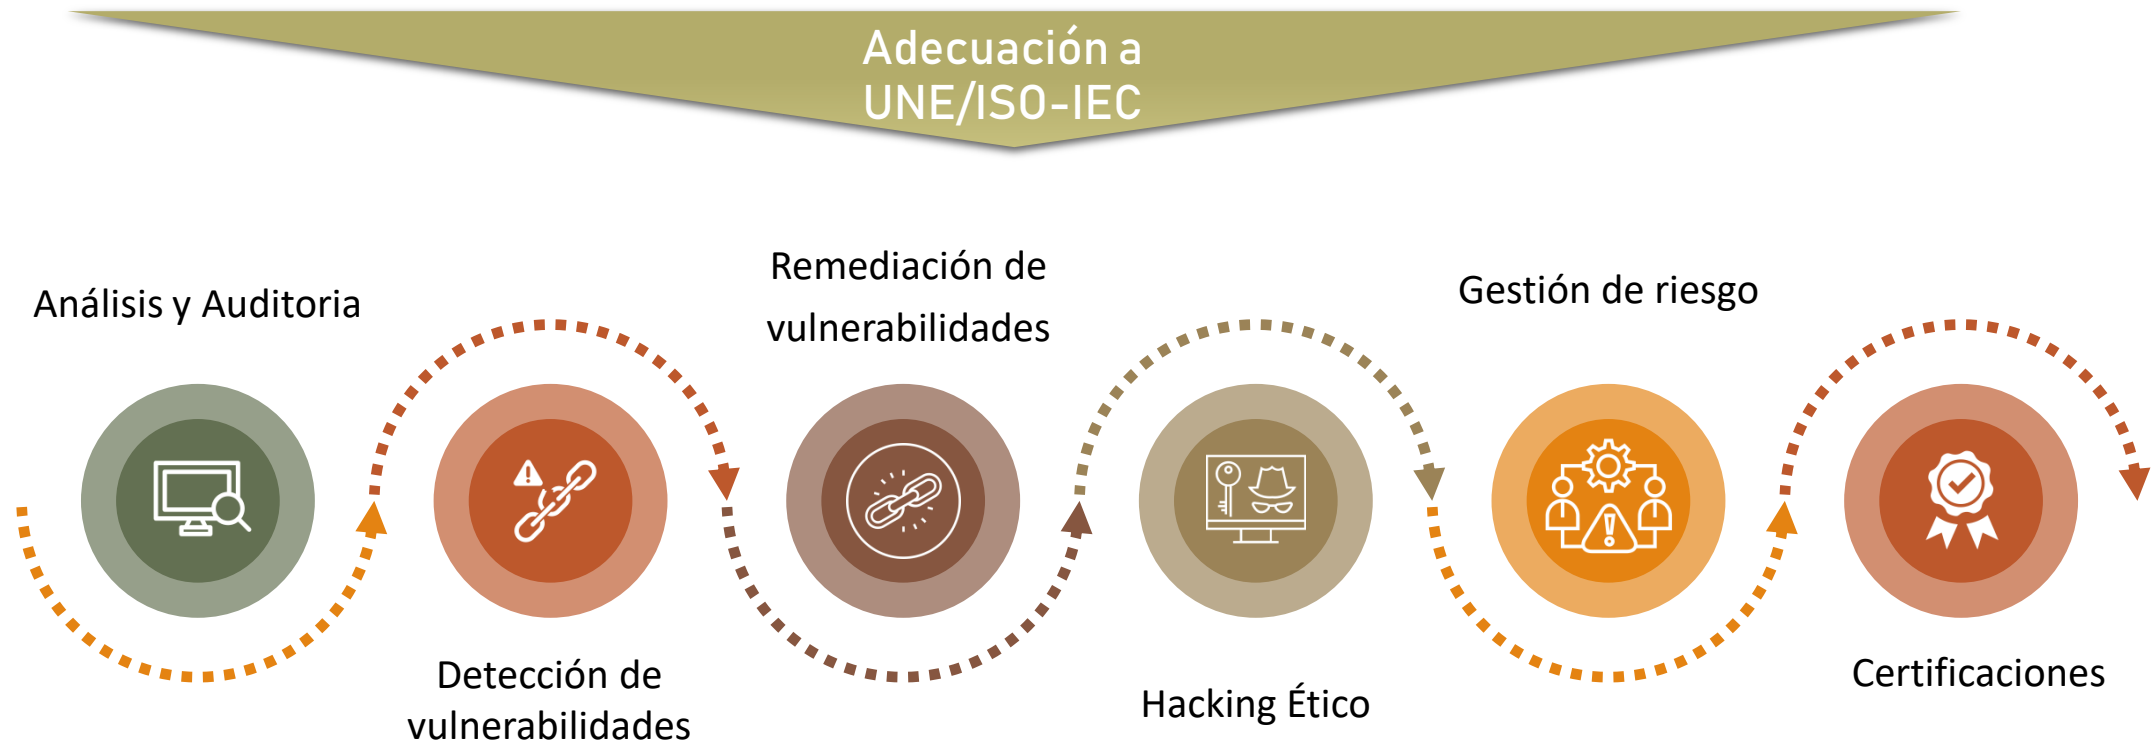 Adecuación a
UNE/ISO-IEC
Análisis y Auditoria
Detección de
vulnerabilidades
Remediación de
vulnerabilidades
Hacking Ético
Gestión de riesgo
Certificaciones